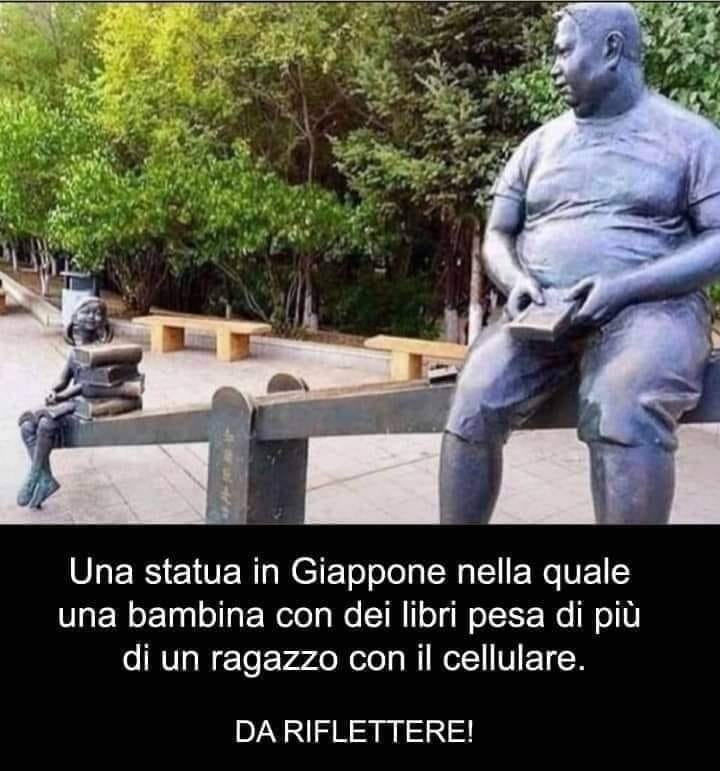 Una statua in Giappone nella quale
una bambina con dei libri pesa di più
di un ragazzo con il cellulare.
DA RIFLETTERE!